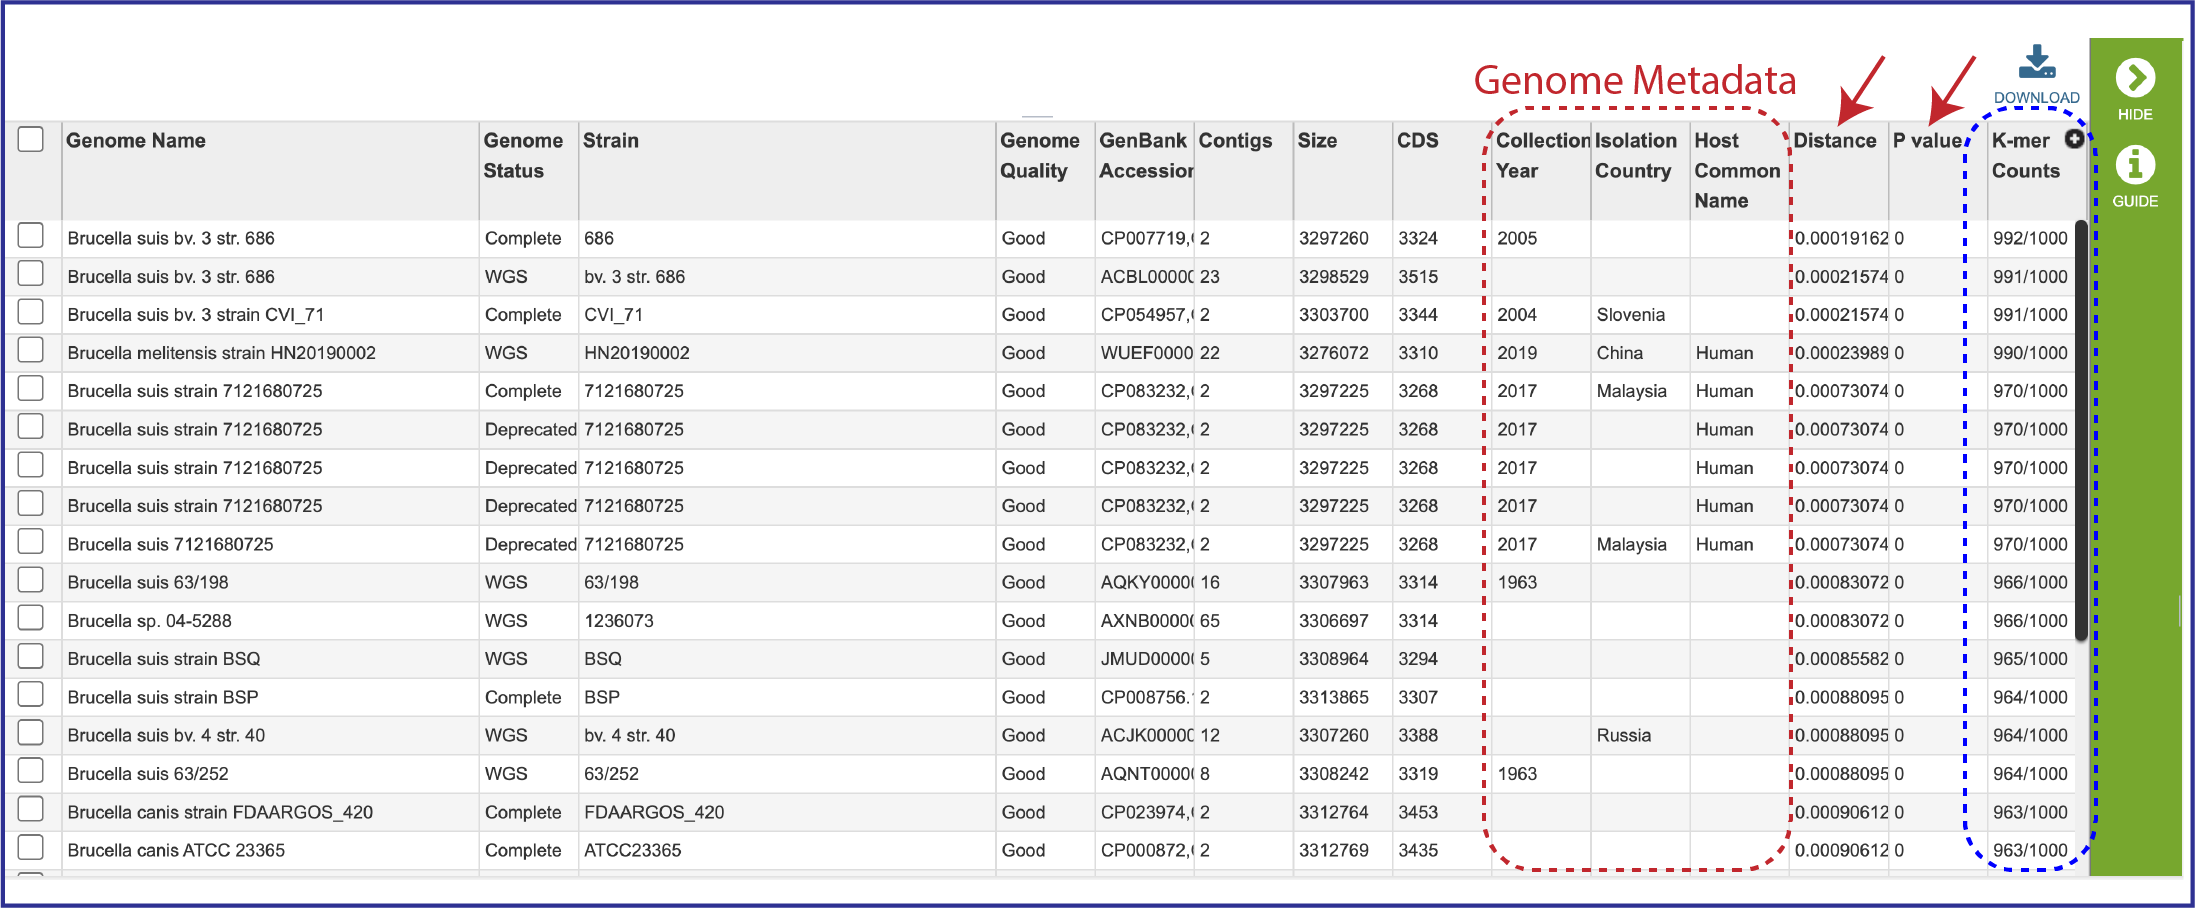 Genome Metadata
DOWNLOAD
HIDE
GUIDE
Genome Name Genome Status Strain Genome Quality GenBank Accession Contigs Size CDS Collection Year Isolation Country Host Common Name Distance P value K-mer Counts
Brucella suis bv. 3 str. 686 Complete 686 Good CP007719, 2 3297260 3324 2005 0.00019162 0 992/1000
Brucella suis bv. 3 str. 686 WGS bv. 3 str. 686 Good ACBL00000 23 3298529 3515 0.00021574 0 991/1000
Brucella suis bv. 3 strain CVI_71 Complete CVI_71 Good CP054957, 2 3303700 3344 2004 Slovenia 0.00021574 0 991/1000
Brucella melitensis strain HN20190002 WGS HN20190002 Good WUEF0000 22 3276072 3310 2019 China Human 0.00023989 0 990/1000
Brucella suis strain 7121680725 Complete 7121680725 Good CP083232, 2 3297225 3268 2017 Malaysia Human 0.00073074 0 970/1000
Brucella suis strain 7121680725 Deprecated 7121680725 Good CP083232, 2 3297225 3268 2017 Human 0.00073074 0 970/1000
Brucella suis strain 7121680725 Deprecated 7121680725 Good CP083232, 2 3297225 3268 2017 Human 0.00073074 0 970/1000
Brucella suis strain 7121680725 Deprecated 7121680725 Good CP083232, 2 3297225 3268 2017 Human 0.00073074 0 970/1000
Brucella suis 7121680725 Deprecated 7121680725 Good CP083232, 2 3297225 3268 2017 Malaysia Human 0.00073074 0 970/1000
Brucella suis 63/198 WGS 63/198 Good AQKY00000 16 3307963 3314 1963 0.00083072 0 966/1000
Brucella sp. 04-5288 WGS 1236073 Good AXNB00000 65 3306697 3314 0.00083072 0 966/1000
Brucella suis strain BSQ WGS BSQ Good JMUD00000 5 3308964 3294 0.00085582 0 965/1000
Brucella suis strain BSP Complete BSP Good CP008756. 2 3313865 3307 0.00088095 0 964/1000
Brucella suis bv. 4 str. 40 WGS bv. 4 str. 40 Good ACJK00000 12 3307260 3388 Russia 0.00088095 0 964/1000
Brucella suis 63/252 WGS 63/252 Good AQNT00000 8 3308242 3319 1963 0.00088095 0 964/1000
Brucella canis strain FDAARGOS_420 Complete FDAARGOS_420 Good CP023974, 2 3312764 3453 0.00090612 0 963/1000
Brucella canis ATCC 23365 Complete ATCC23365 Good CP000872, 2 3312769 3435 0.00090612 0 963/1000